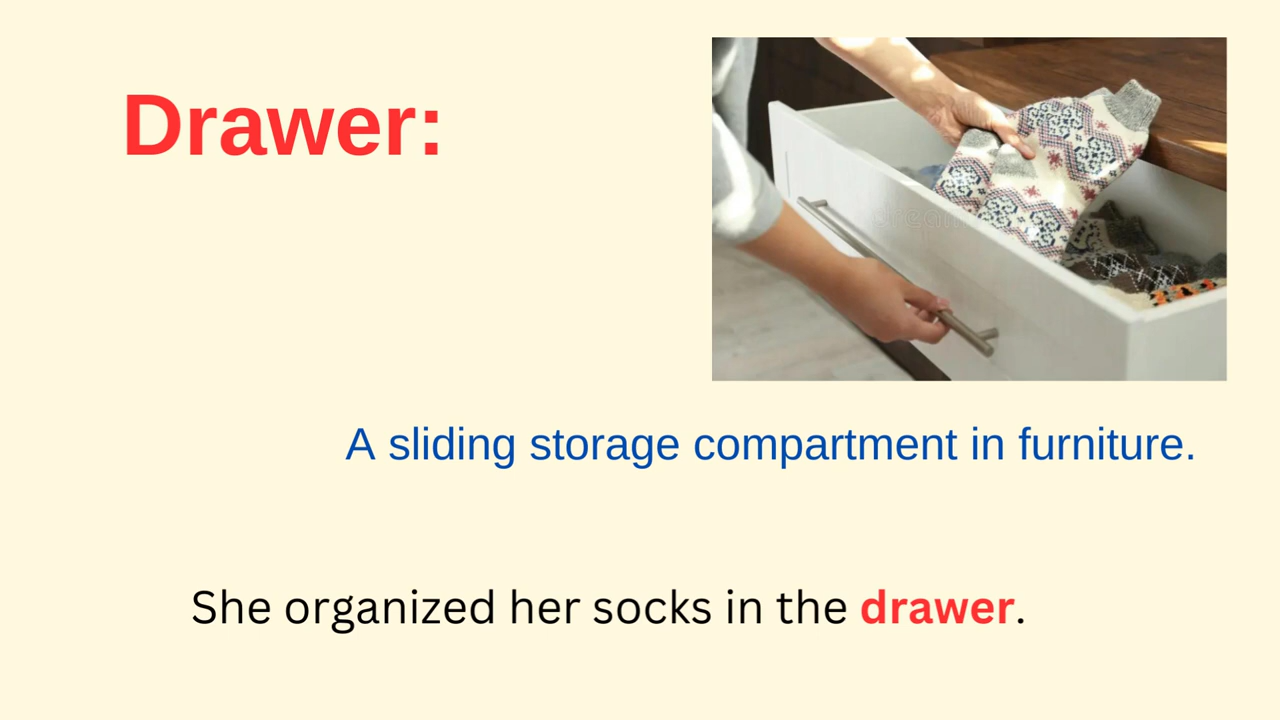 Drawer:
A sliding storage compartment in furniture.
She organized her socks in the drawer.